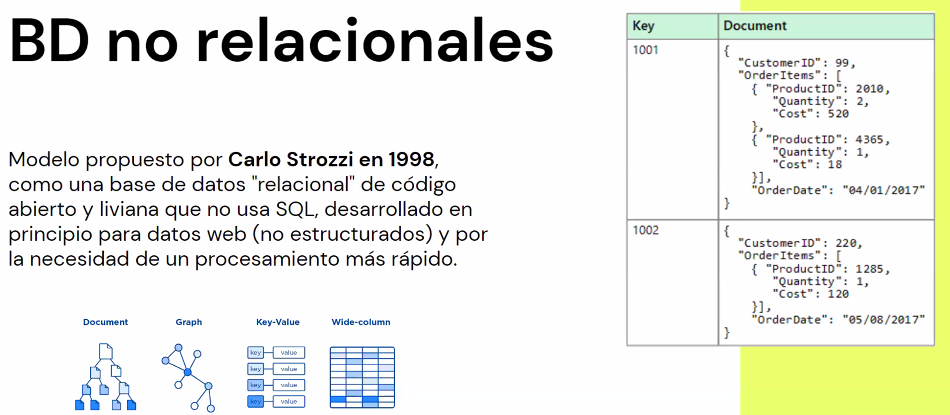 BD no relacionales
Modelo propuesto por Carlo Strozzi en 1998,
como una base de datos "relacional" de código
abierto y liviana que no usa SQL, desarrollado en
principio para datos web (no estructurados) y por
la necesidad de un procesamiento más rápido.
Document
Graph
Key-Value
Wide-column
key
value
key
value
key
value
key
value
Key
Document
1001
{
"CustomerID": 99,
"OrderItems": [
{ "ProductID": 2010,
"Quantity": 2,
"Cost": 520
},
{ "ProductID": 4365,
"Quantity": 1,
"Cost": 18
}],
"OrderDate": "04/01/2017"
}
1002
{
"CustomerID": 220,
"OrderItems": [
{ "ProductID": 1285,
"Quantity": 1,
"Cost": 120
}],
"OrderDate": "05/08/2017"
}